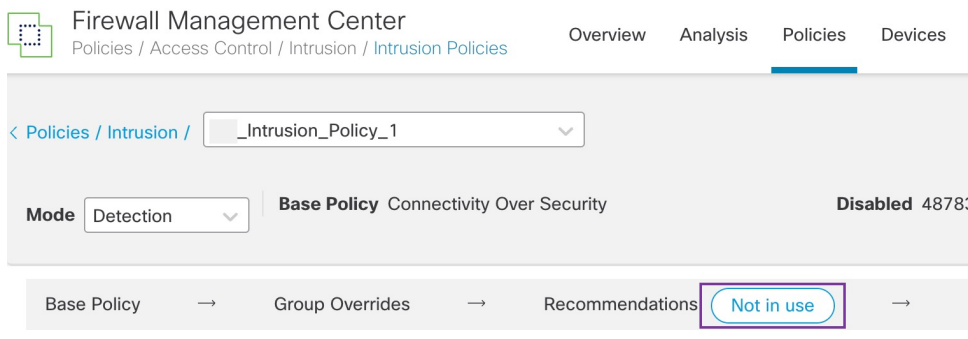 Firewall Management Center
Policies / Access Control / Intrusion / Intrusion Policies
Overview Analysis Policies Devices
< Policies / Intrusion / _Intrusion_Policy_1
Mode Detection Base Policy Connectivity Over Security Disabled 48783
Base Policy → Group Overrides → Recommendations Not in use →